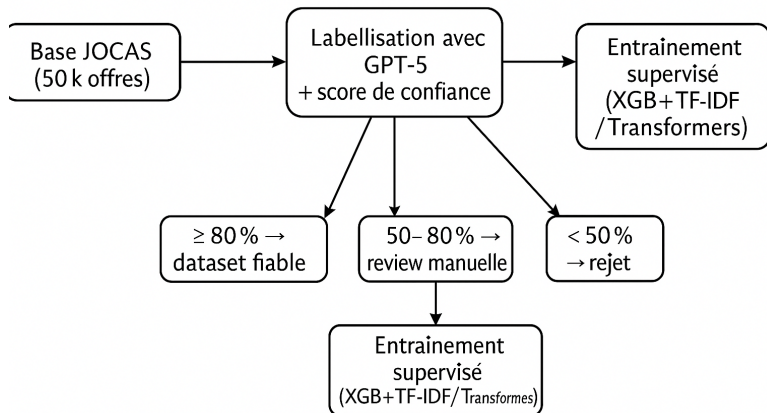 Base JOCAS
(50 k offres)
Labellisation avec
GPT-5
+ score de confiance
Entrainement
supervisé
(XGB+TF-IDF
/Transformers)
≥ 80 % →
dataset fiable
50– 80 % →
review manuelle
< 50 %
→ rejet
Entrainement
supervisé
(XGB+TF-IDF/Transformes)